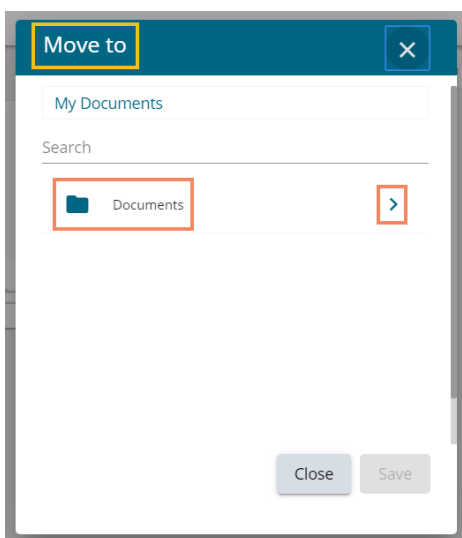 Move to
My Documents
Search
Documents
Close Save